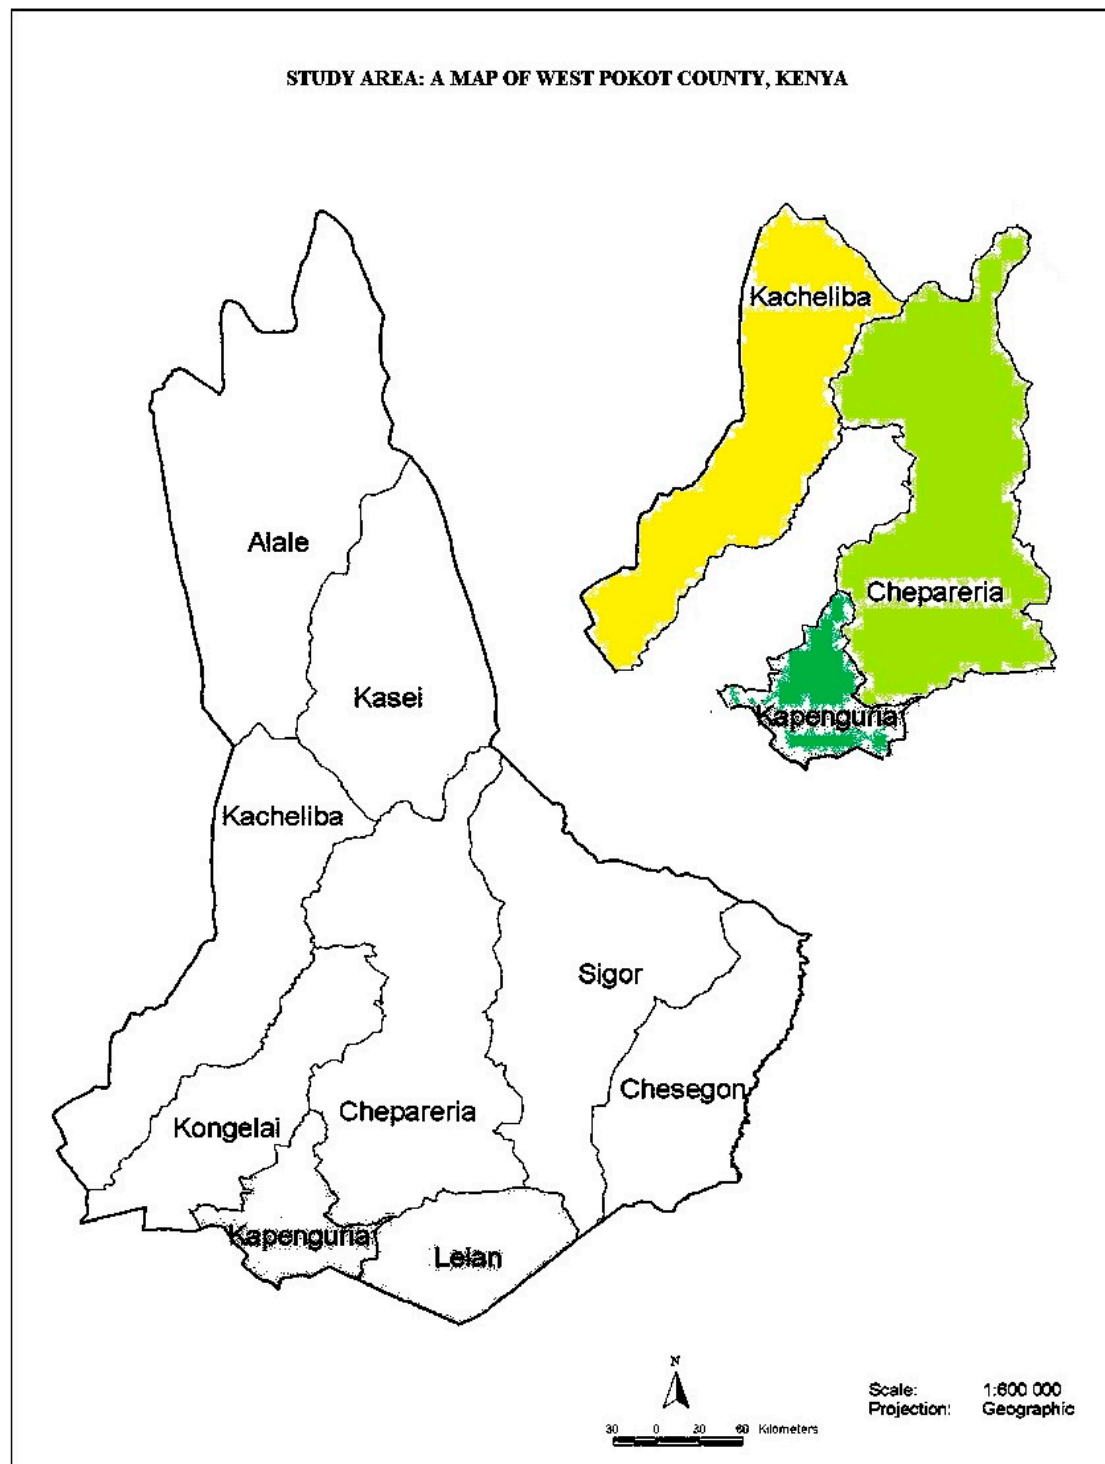 STUDY AREA: A MAP OF WEST POKOT COUNTY, KENYA
Kacheliba
Chepareria
Kapenguria
Alale
Kasei
Kacheliba
Sigor
Chesegon
Chepareria
Kongelai
Kapenguria
Lelan
N
30 0 30 60 Kilometers
Scale: 1:600 000
Projection: Geographic